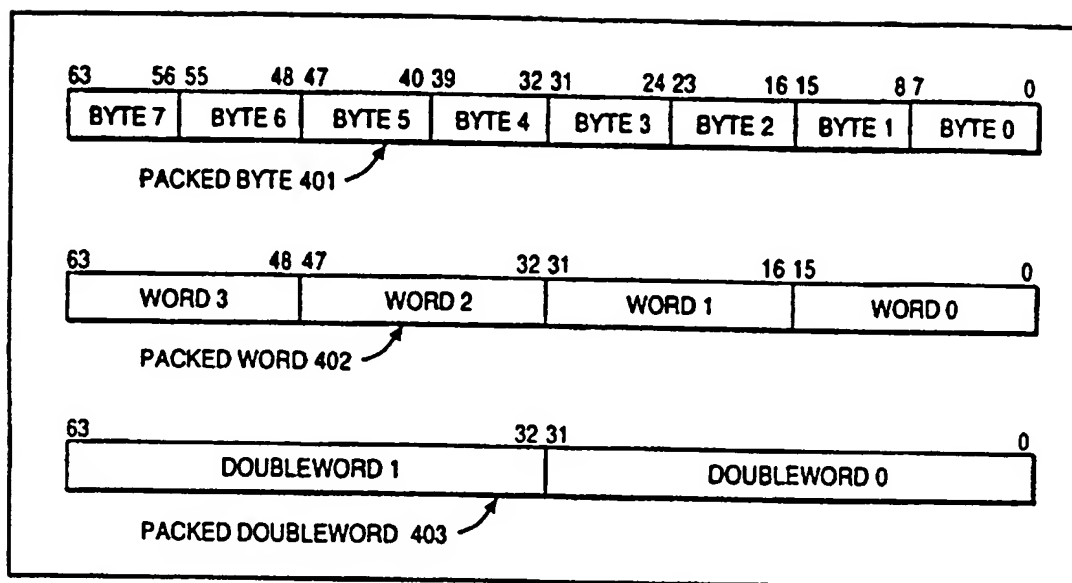 63 56 55 48 47 40 39 32 31 24 23 16 15 8 7 0
BYTE 7 BYTE 6 BYTE 5 BYTE 4 BYTE 3 BYTE 2 BYTE 1 BYTE 0
PACKED BYTE 401
63 48 47 32 31 16 15 0
WORD 3 WORD 2 WORD 1 WORD 0
PACKED WORD 402
63 32 31 0
DOUBLEWORD 1 DOUBLEWORD 0
PACKED DOUBLEWORD 403